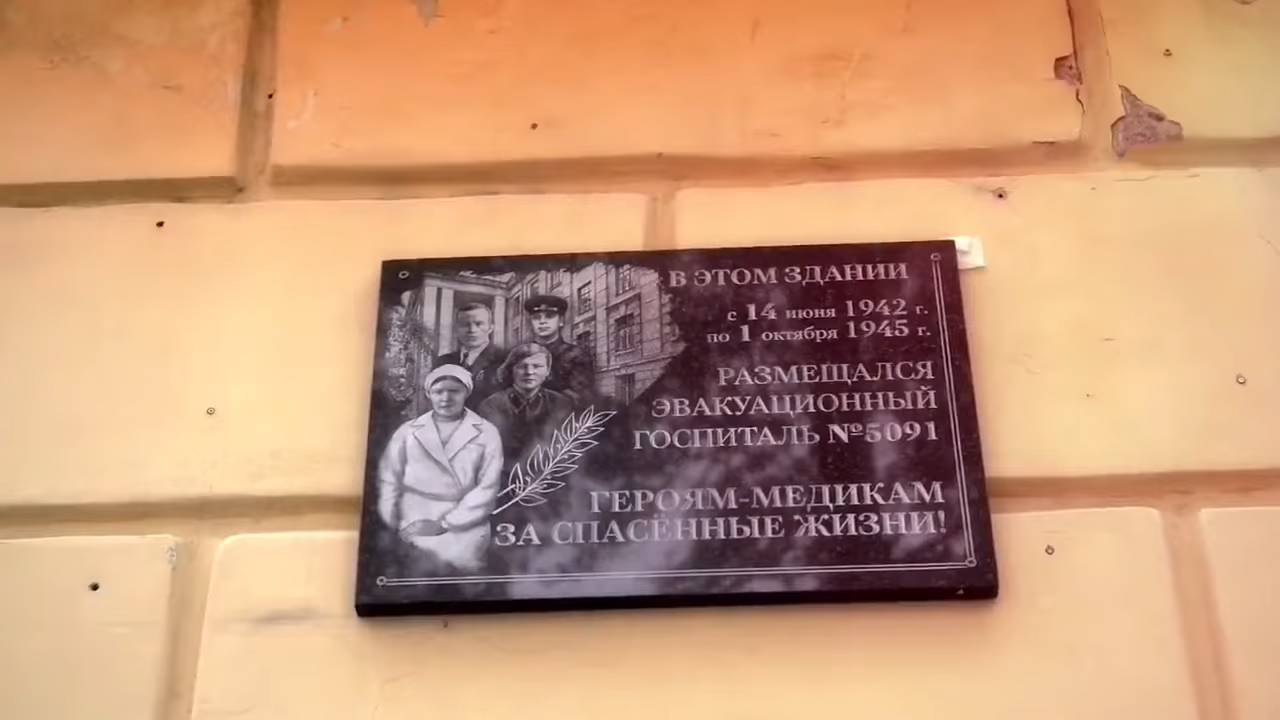 В ЭТОМ ЗДАНИИ
с 14 июня 1942 г.
по 1 октября 1945 г.
РАЗМЕЩАЛСЯ
ЭВАКУАЦИОННЫЙ
ГОСПИТАЛЬ №5091
ГЕРОЯМ-МЕДИКАМ
ЗА СПАСЁННЫЕ ЖИЗНИ!